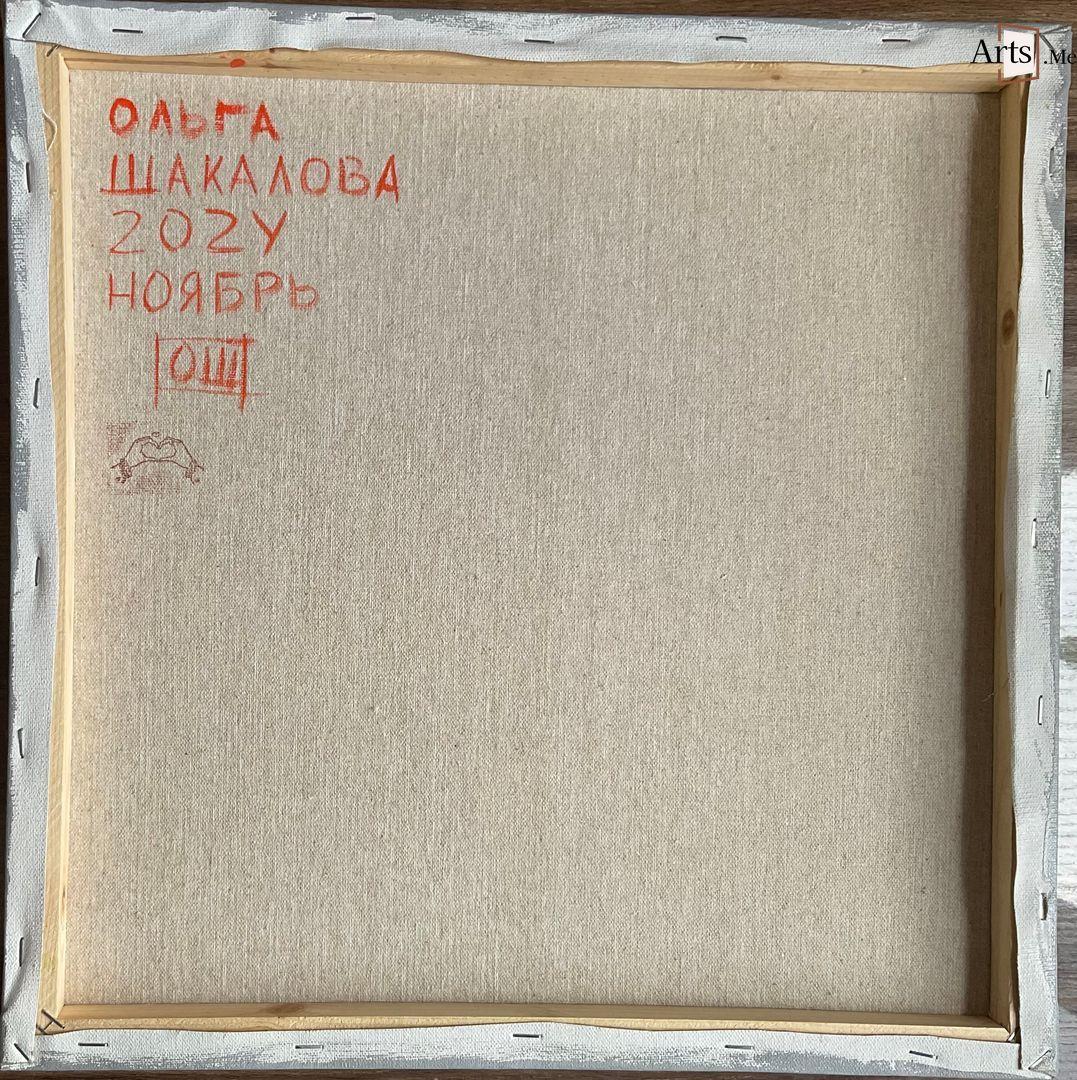 Arts.Me
ОЛЬГА
ШАКАЛОВА
2024
НОЯБРЬ
ОШ